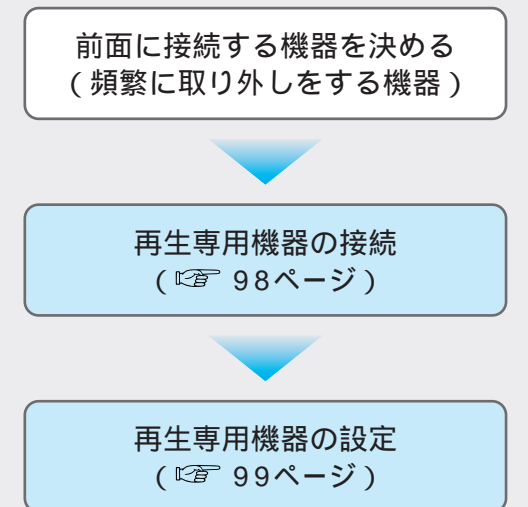 前面に接続する機器を決める
(頻繁に取り外しをする機器)
再生専用機器の接続
(☞ 98ページ)
再生専用機器の設定
(☞ 99ページ)